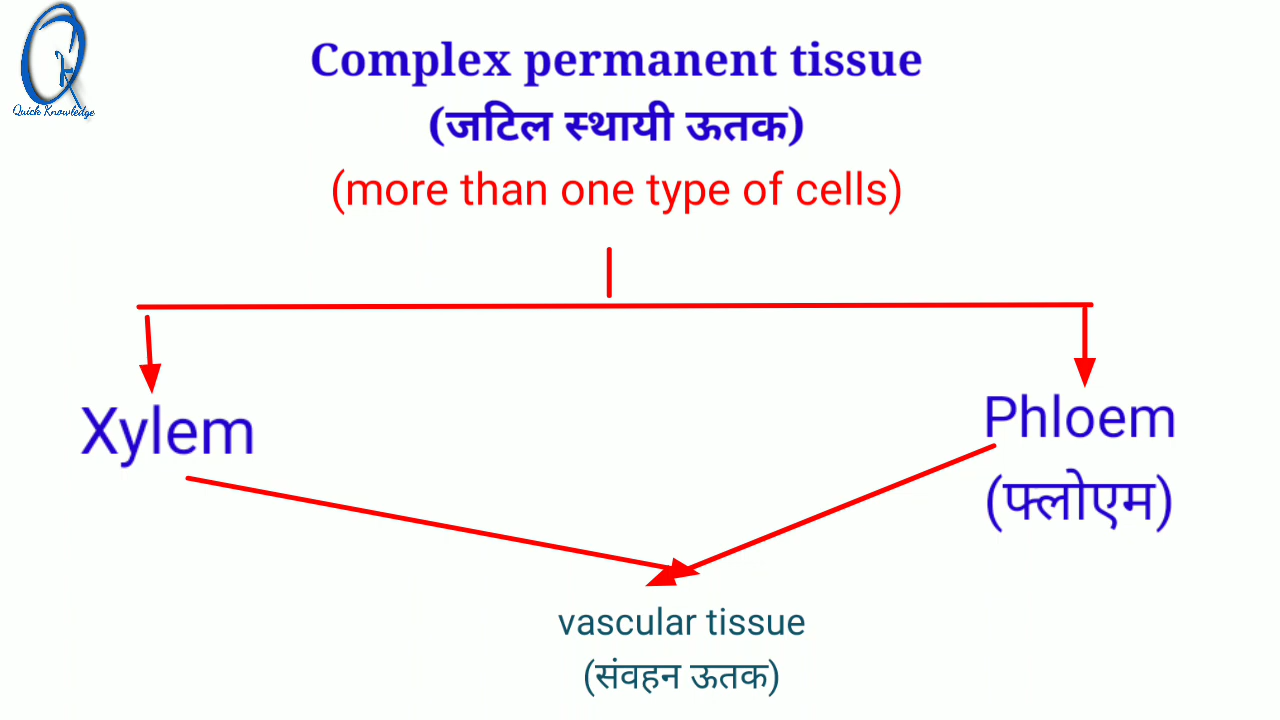 Quick Knowledge
Complex permanent tissue
(जटिल स्थायी ऊतक)
(more than one type of cells)
Xylem
Phloem
(फ्लोएम)
vascular tissue
(संवहन ऊतक)